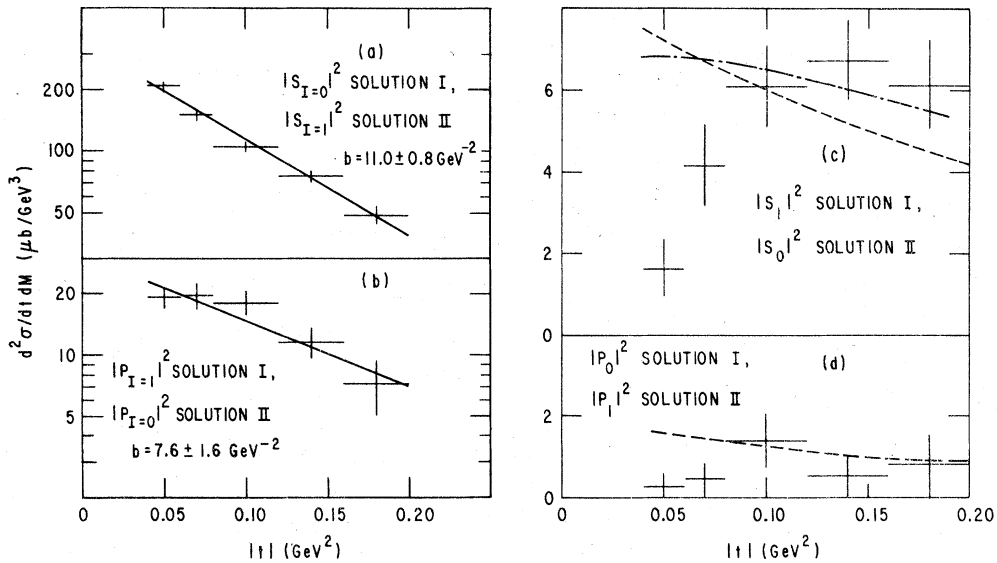 (a)
|S_{I=0}|² SOLUTION I,
|S_{I=1}|² SOLUTION II
b=11.0±0.8GeV⁻²
200
100
50
d²σ/dtdM (μb/GeV³)
(b)
20
10
5
|P_{I=1}|² SOLUTION I,
|P_{I=0}|² SOLUTION II
b=7.6±1.6 GeV⁻²
0 0.05 0.10 0.15 0.20
|t| (GeV²)
6
4
2
0
(c)
|S₁|² SOLUTION I,
|S₀|² SOLUTION II
(d)
|P₀|² SOLUTION I,
|P₁|² SOLUTION II
2
0
0 0.05 0.10 0.15 0.20
|t| (GeV²)